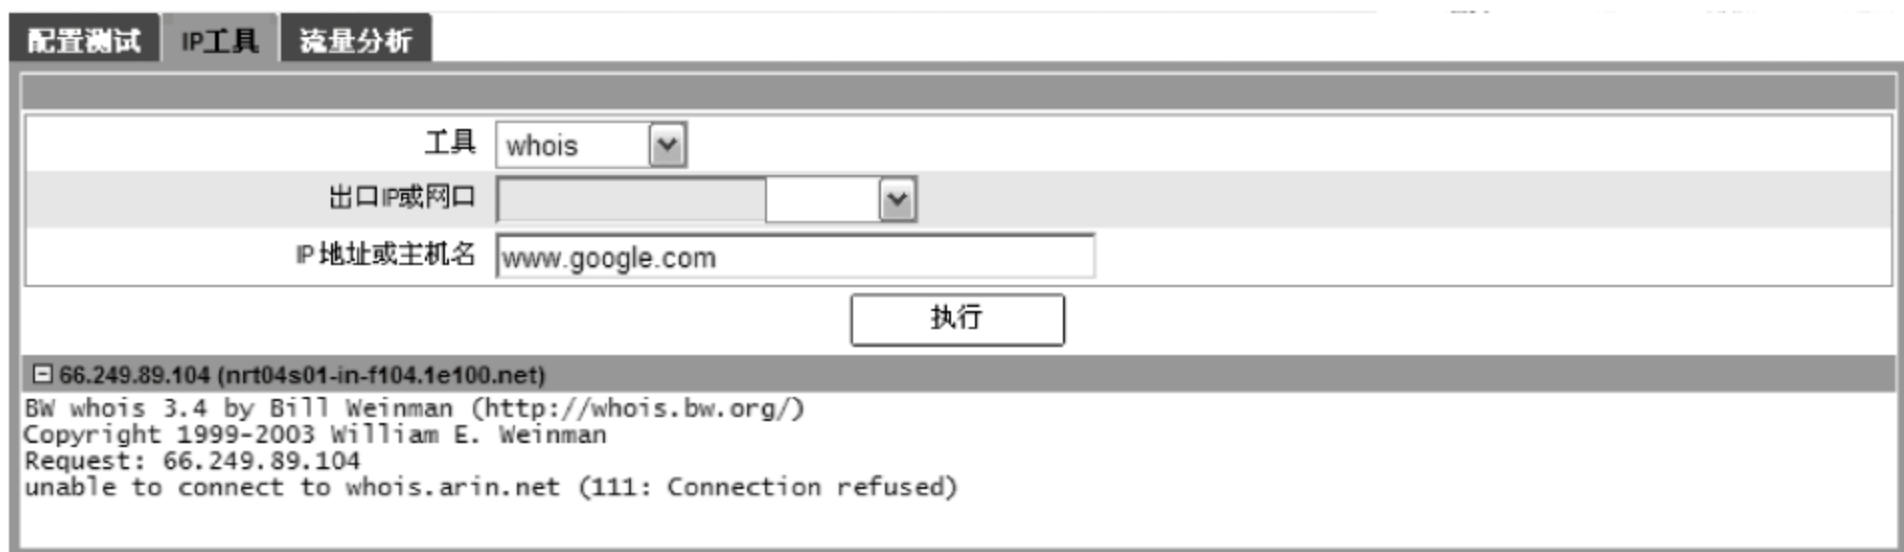 配置测试 IP工具 流量分析
工具 whois
出口IP或网口
IP 地址或主机名 www.google.com
执行
66.249.89.104 (nrt04s01-in-f104.1e100.net)
BW whois 3.4 by Bill Weinman (http://whois.bw.org/)
Copyright 1999-2003 William E. Weinman
Request: 66.249.89.104
unable to connect to whois.arin.net (111: Connection refused)